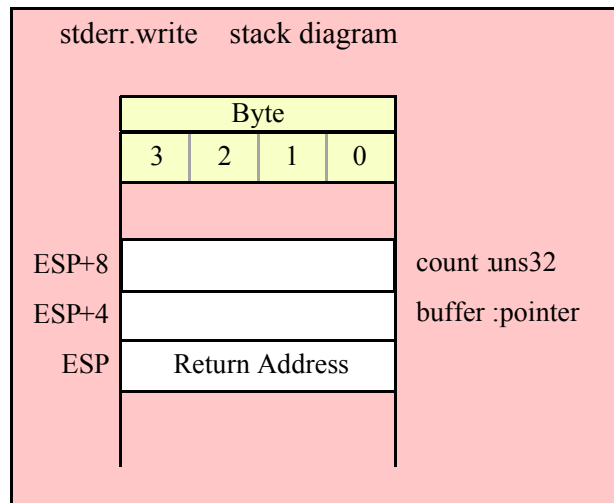 stderr.write stack diagram
Byte
3 2 1 0
ESP+8 count :uns32
ESP+4 buffer :pointer
ESP Return Address